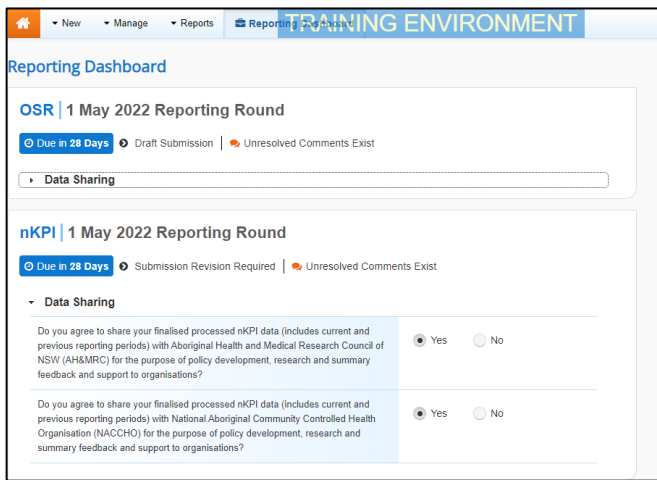 New Manage Reports Reporting Dashboard
TRAINING ENVIRONMENT
Reporting Dashboard
OSR | 1 May 2022 Reporting Round
Due in 28 Days Draft Submission | Unresolved Comments Exist
Data Sharing
nKPI | 1 May 2022 Reporting Round
Due in 28 Days Submission Revision Required | Unresolved Comments Exist
Data Sharing
Do you agree to share your finalised processed nKPI data (includes current and
previous reporting periods) with Aboriginal Health and Medical Research Council of
NSW (AH&MRC) for the purpose of policy development, research and summary
feedback and support to organisations?
Yes No
Do you agree to share your finalised processed nKPI data (includes current and
previous reporting periods) with National Aboriginal Community Controlled Health
Organisation (NACCHO) for the purpose of policy development, research and
summary feedback and support to organisations?
Yes No